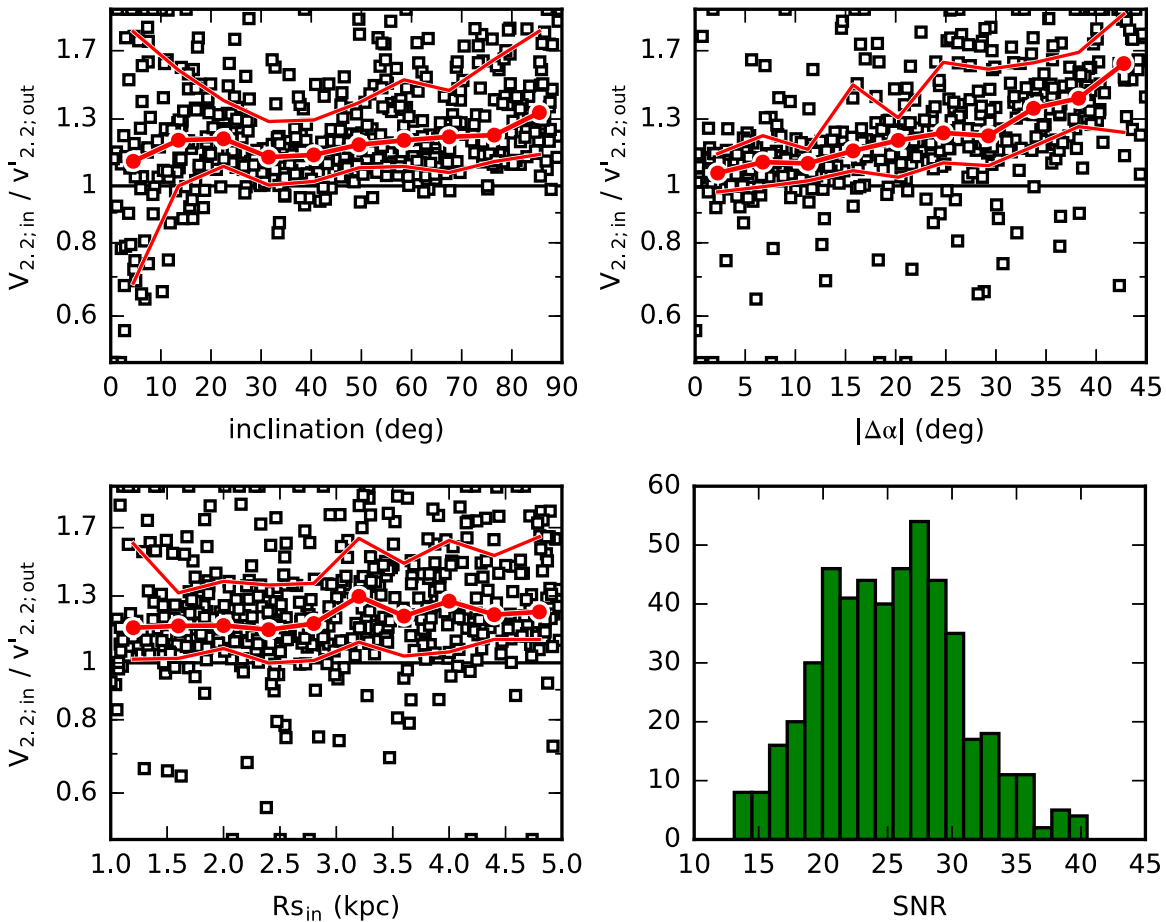 1.7
1.3
1
0.8
0.6
V2.2; in / v'2.2; out
0 10 20 30 40 50 60 70 80 90
inclination (deg)
1.7
1.3
1
0.8
0.6
V2.2; in / v'2.2; out
0 5 10 15 20 25 30 35 40 45
|Δα| (deg)
1.7
1.3
1
0.8
0.6
V2.2; in / v'2.2; out
1.0 1.5 2.0 2.5 3.0 3.5 4.0 4.5 5.0
Rsin (kpc)
60
50
40
30
20
10
0
10 15 20 25 30 35 40 45
SNR